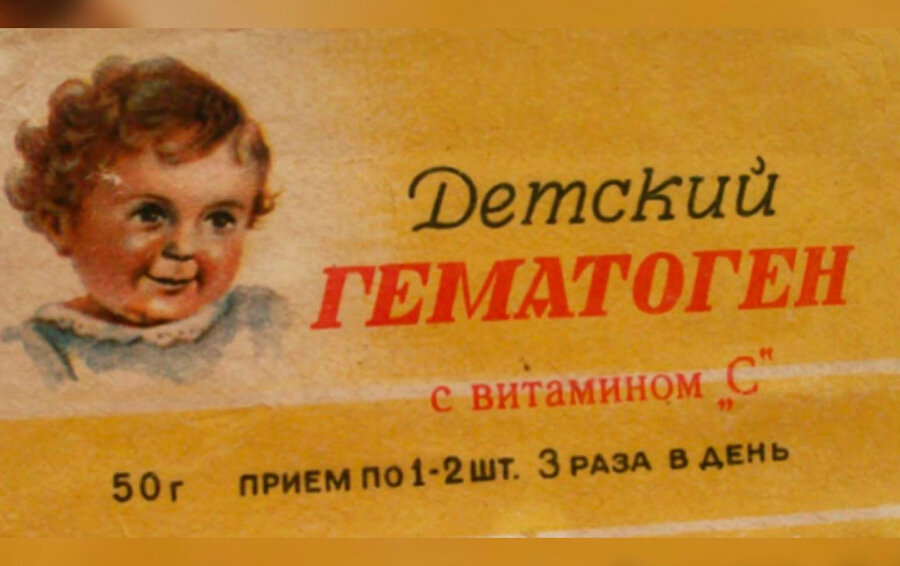 Детский
ГЕМАТОГЕН
с витамином „С“
50 г ПРИЕМ ПО 1-2 ШТ. 3 РАЗА В ДЕНЬ